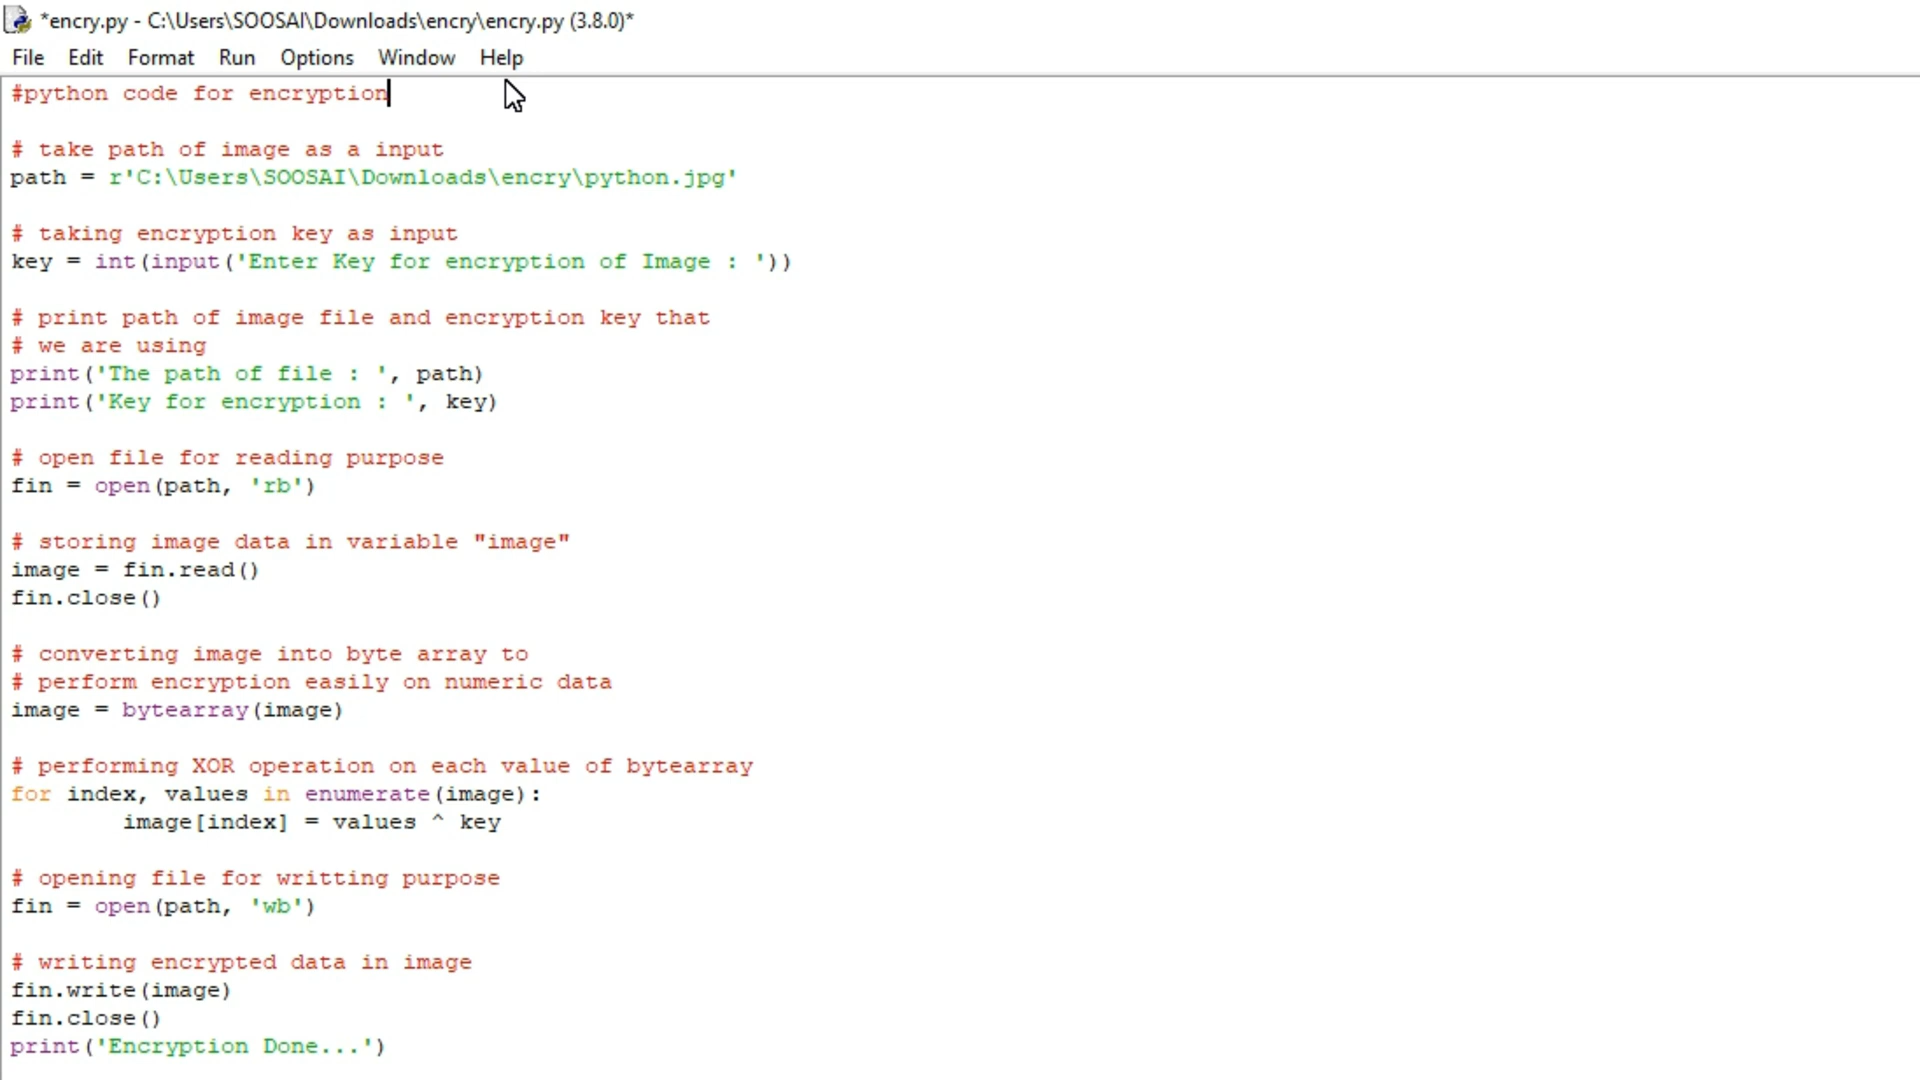 *encry.py - C:\Users\SOOSAI\Downloads\encry\encry.py (3.8.0)*
File Edit Format Run Options Window Help
#python code for encryption
# take path of image as a input
path = r'C:\Users\SOOSAI\Downloads\encry\python.jpg'
# taking encryption key as input
key = int(input('Enter Key for encryption of Image : '))
# print path of image file and encryption key that
# we are using
print('The path of file : ', path)
print('Key for encryption : ', key)
# open file for reading purpose
fin = open(path, 'rb')
# storing image data in variable "image"
image = fin.read()
fin.close()
# converting image into byte array to
# perform encryption easily on numeric data
image = bytearray(image)
# performing XOR operation on each value of bytearray
for index, values in enumerate(image):
        image[index] = values ^ key
# opening file for writting purpose
fin = open(path, 'wb')
# writing encrypted data in image
fin.write(image)
fin.close()
print('Encryption Done...')